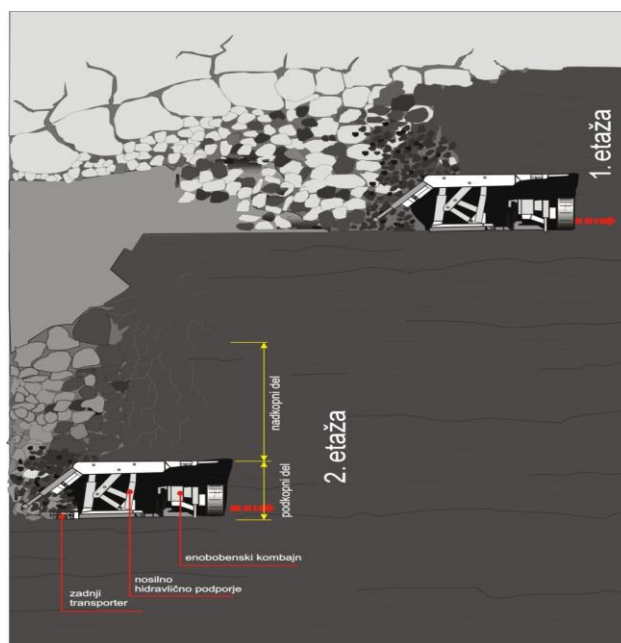 1. etaža
2. etaža
nadkopni del
podkopni del
enobobenski kombajn
nosilno
hidravlično podporje
zadnji
transporter